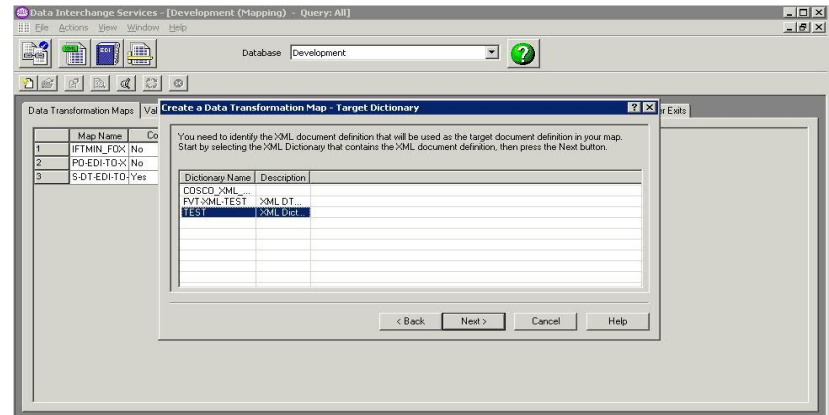 Data Interchange Services - [Development (Mapping) - Query: All]
File Actions View Window Help
EDI
Database Development
Data Transformation Maps Val
Create a Data Transformation Map - Target Dictionary
er Exits
Map Name Co
1 IFTMIN_FOX No
2 PO-EDI-TO-X No
3 S-DT-EDI-TO- Yes
You need to identify the XML document definition that will be used as the target document definition in your map.
Start by selecting the XML Dictionary that contains the XML document definition, then press the Next button.
Dictionary Name Description
COSCO_XML_...
FVT-XML-TEST XML DT...
TEST XML Dict...
< Back Next > Cancel Help